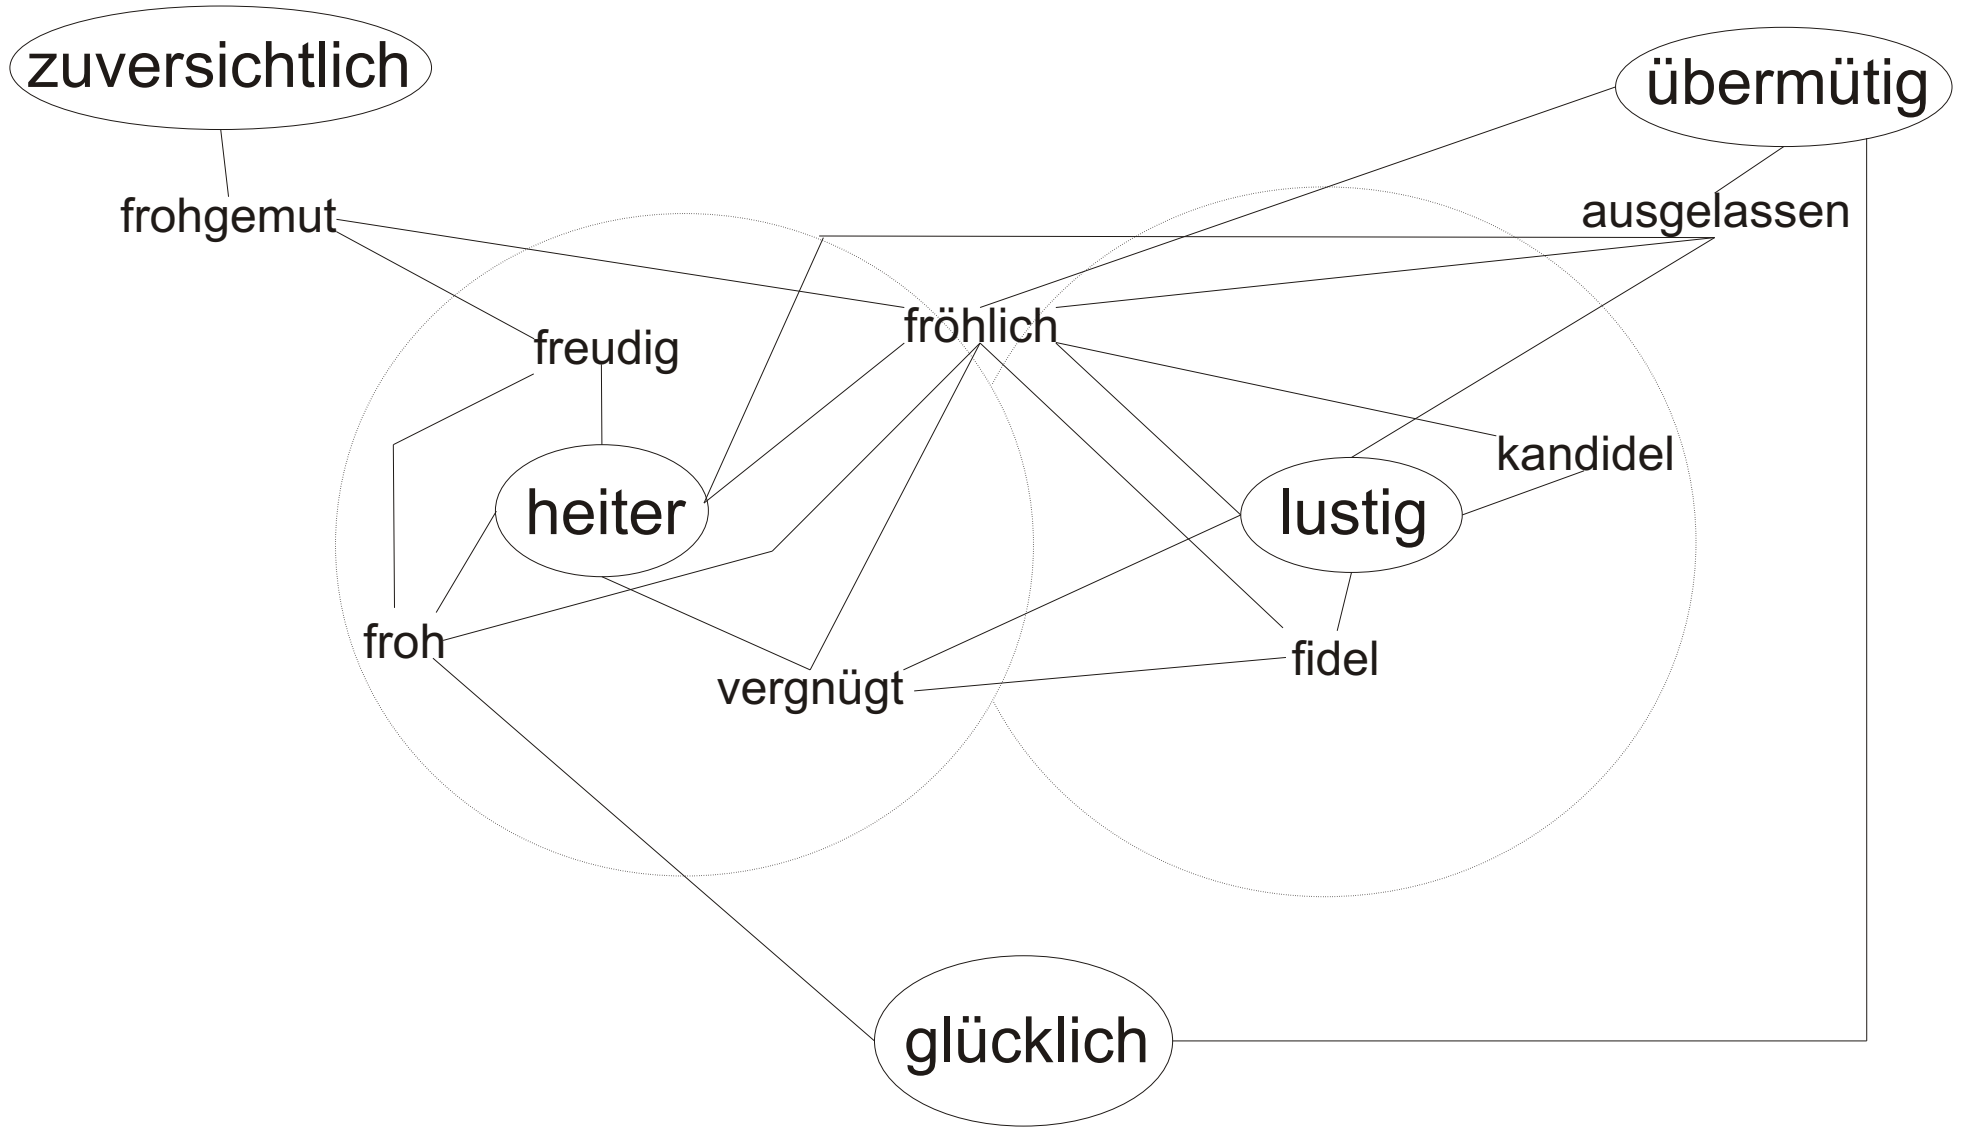 zuversichtlich
übermütig
frohgemut
ausgelassen
fröhlich
freudig
kandidel
heiter
lustig
froh
fidel
vergnügt
glücklich